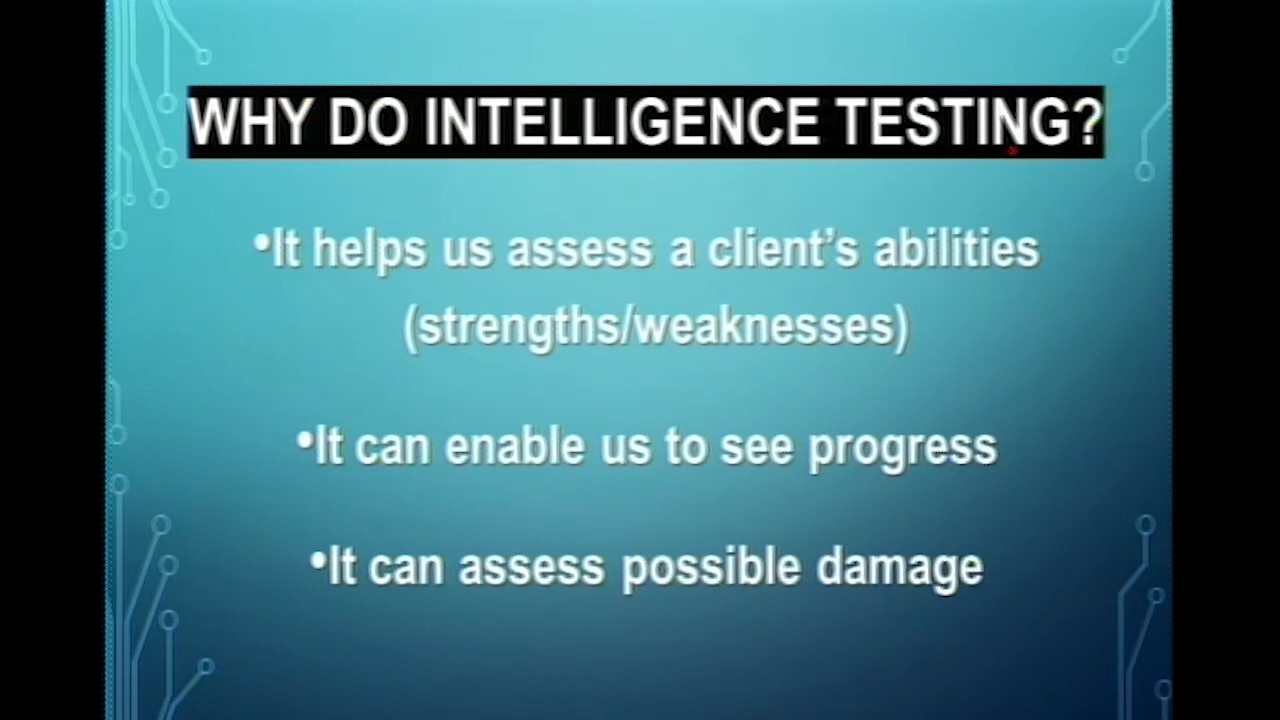 WHY DO INTELLIGENCE TESTING?
•It helps us assess a client’s abilities
(strengths/weaknesses)
•It can enable us to see progress
•It can assess possible damage